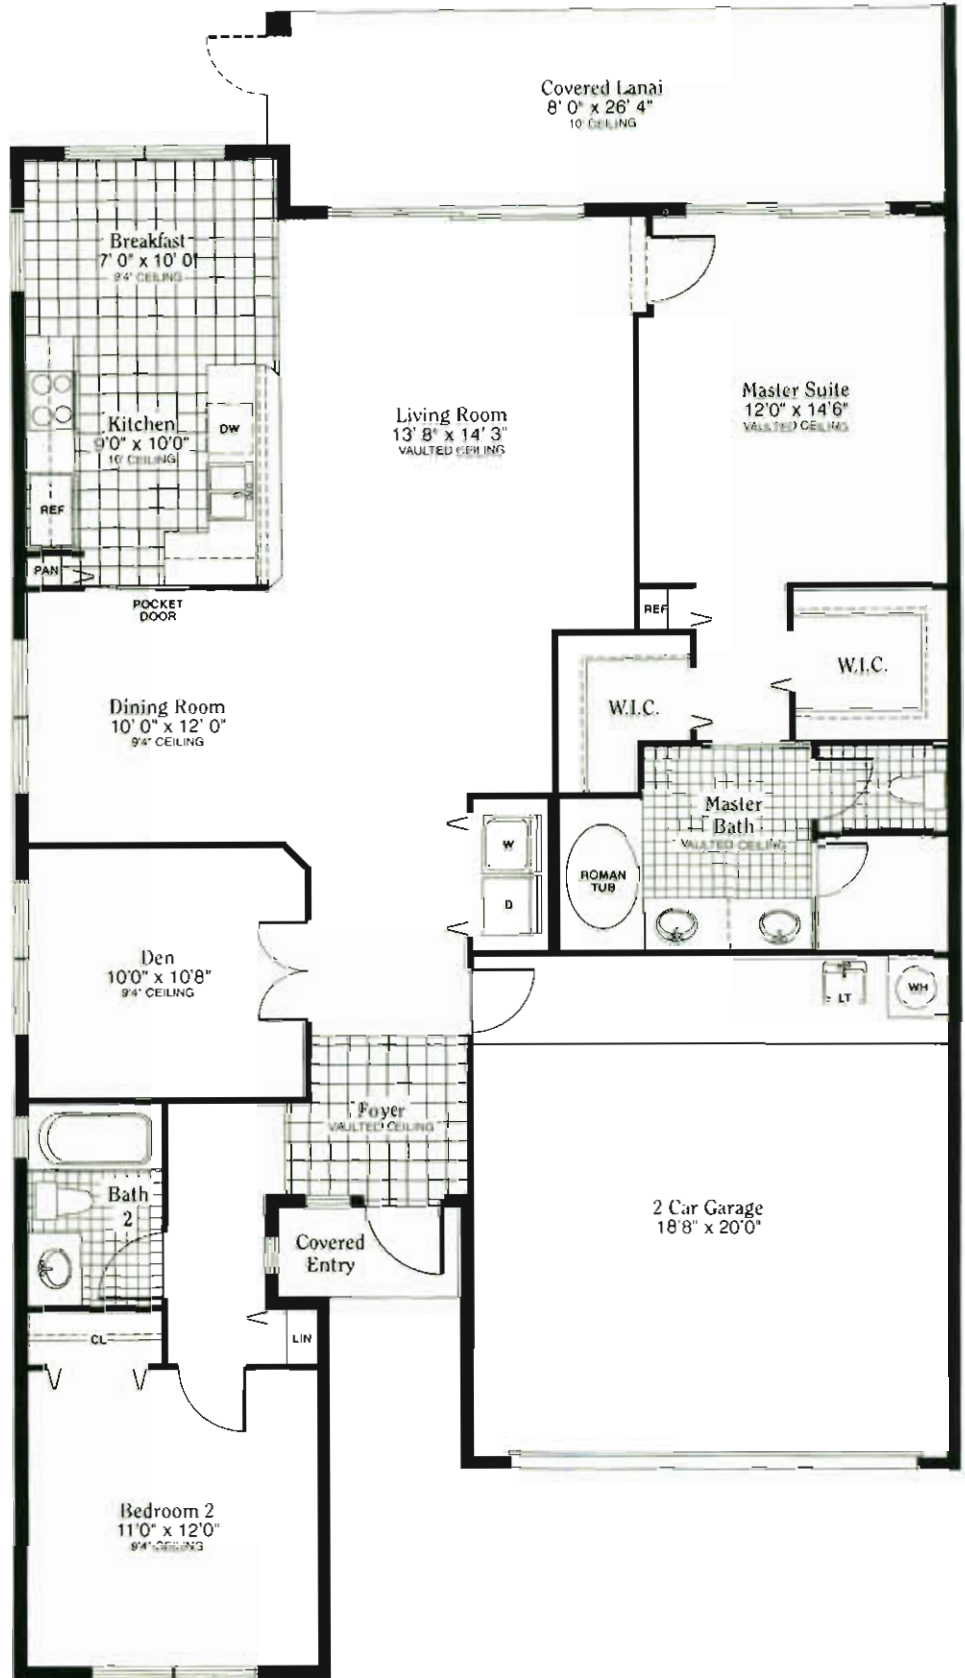 Covered Lanai
8' 0" x 26' 4"
10' CEILING
Breakfast
7' 0" x 10' 0"
9'4" CEILING
Kitchen
9'0" x 10'0"
10' CEILING
DW
REF
PAN
POCKET
DOOR
Living Room
13' 8" x 14' 3"
VAULTED CEILING
Master Suite
12'0" x 14'6"
VAULTED CEILING
REF
W.I.C.
W.I.C.
Dining Room
10' 0" x 12' 0"
9'4" CEILING
Master
Bath
VAULTED CEILING
W
D
ROMAN
TUB
Den
10'0" x 10'8"
9'4" CEILING
LT
WH
Foyer
VAULTED CEILING
Bath
2
Covered
Entry
2 Car Garage
18'8" x 20'0"
CL
LIN
Bedroom 2
11'0" x 12'0"
9'4" CEILING